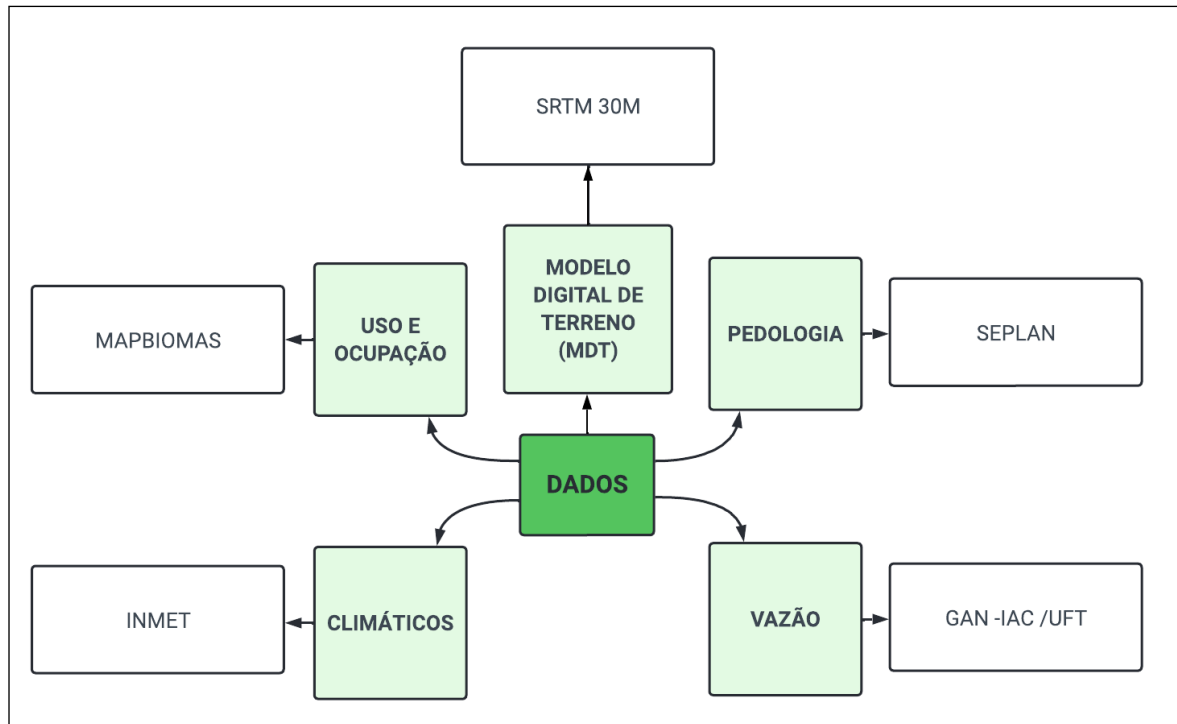 SRTM 30M
MODELO
DIGITAL DE
TERRENO
(MDT)
USO E
OCUPAÇÃO
MAPBIOMAS
PEDOLOGIA
SEPLAN
DADOS
CLIMÁTICOS
INMET
VAZÃO
GAN -IAC /UFT